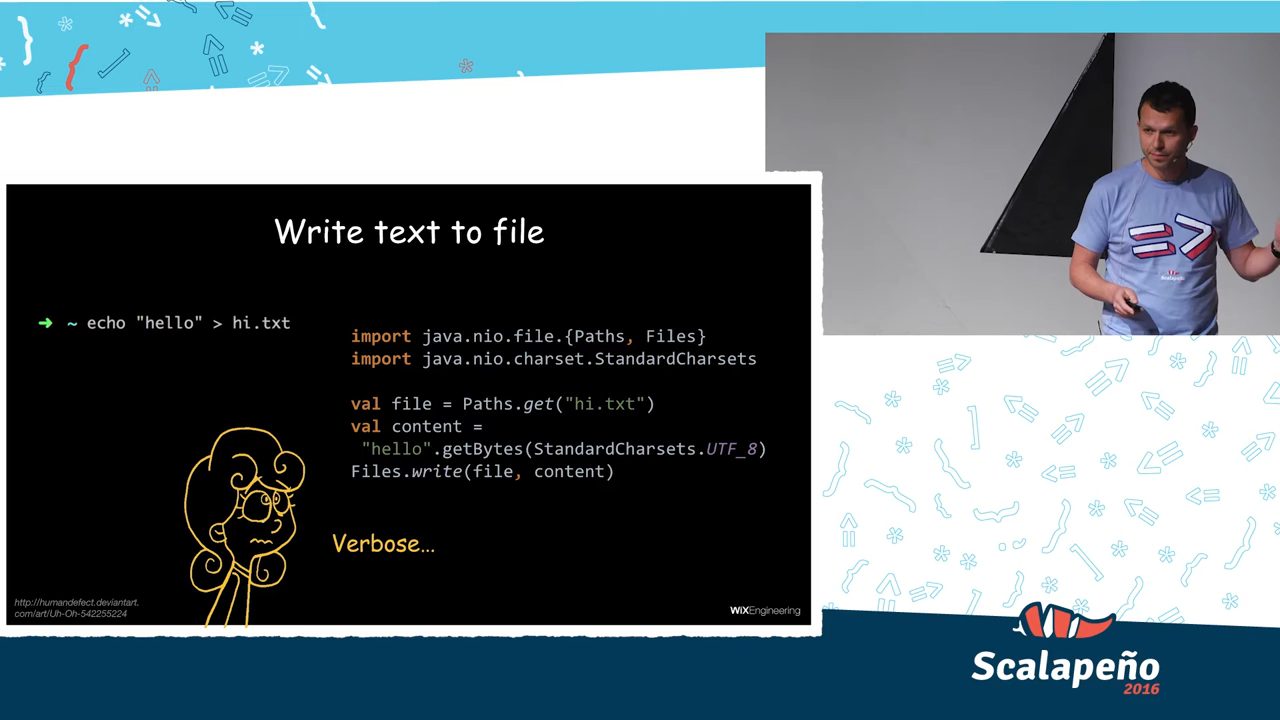 Write text to file
➜ ~ echo "hello" > hi.txt
import java.nio.file.{Paths, Files}
import java.nio.charset.StandardCharsets
val file = Paths.get("hi.txt")
val content =
"hello".getBytes(StandardCharsets.UTF_8)
Files.write(file, content)
Verbose…
http://humandefect.deviantart.
com/art/Uh-Oh-542255224
WiXEngineering
=>
Scalapeño
Scalapeño
2016